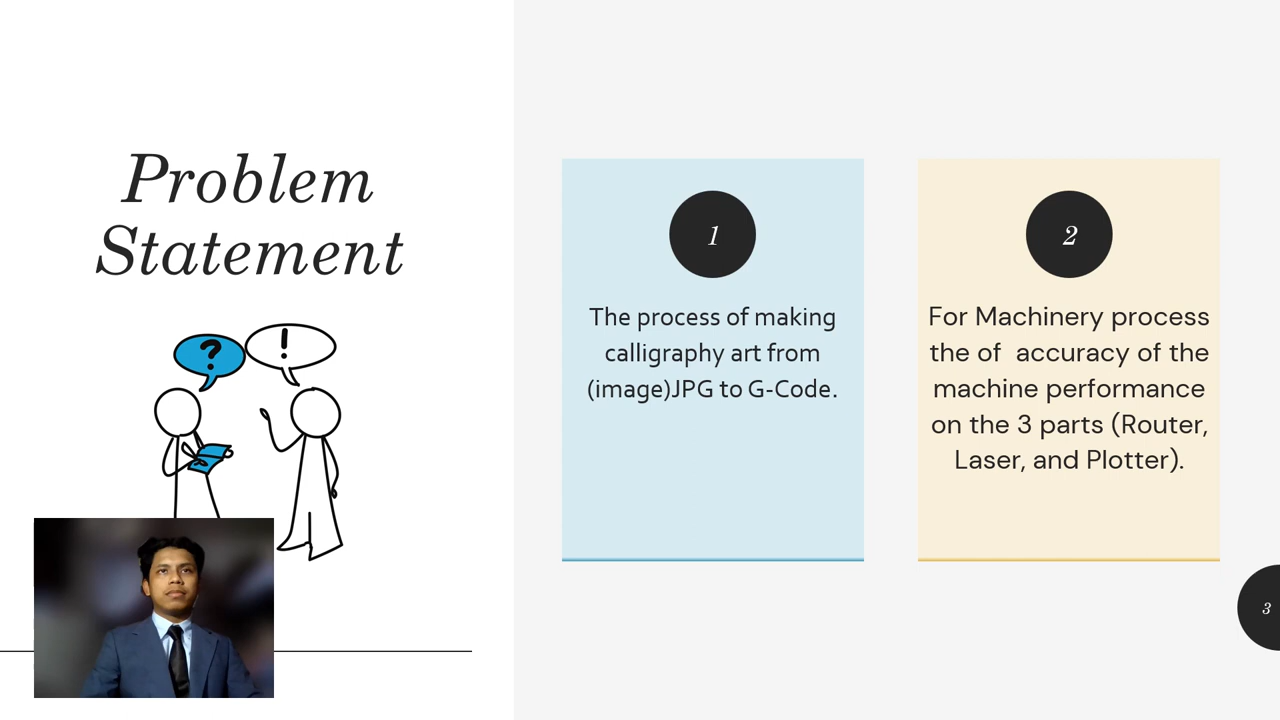 Problem
Statement
?
!
1
The process of making
calligraphy art from
(image)JPG to G-Code.
2
For Machinery process
the of  accuracy of the
machine performance
on the 3 parts (Router,
Laser, and Plotter).
3